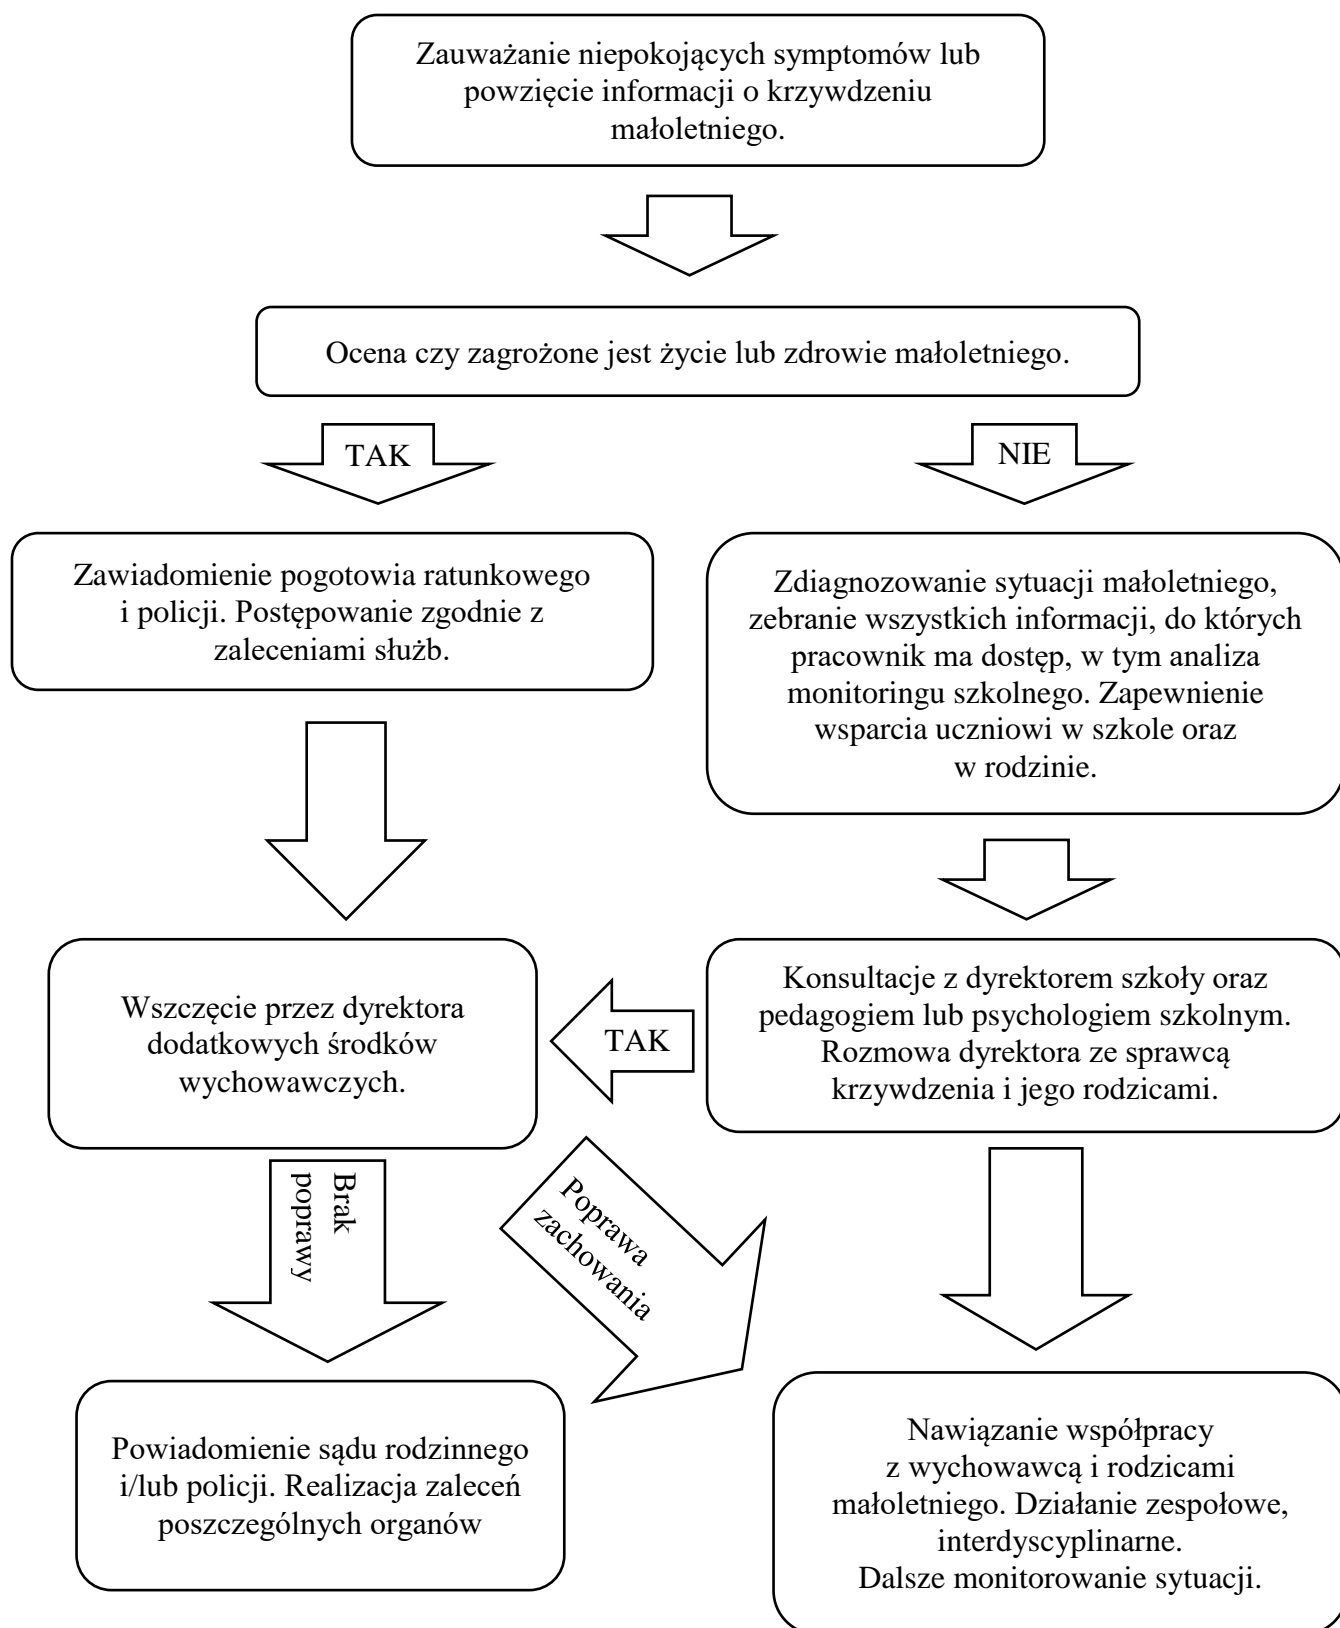 Zauważanie niepokojących symptomów lub
powzięcie informacji o krzywdzeniu
małoletniego.
Ocena czy zagrożone jest życie lub zdrowie małoletniego.
TAK
NIE
Zawiadomienie pogotowia ratunkowego
i policji. Postępowanie zgodnie z
zaleceniami służb.
Zdiagnozowanie sytuacji małoletniego,
zebranie wszystkich informacji, do których
pracownik ma dostęp, w tym analiza
monitoringu szkolnego. Zapewnienie
wsparcia uczniowi w szkole oraz
w rodzinie.
Wszczęcie przez dyrektora
dodatkowych środków
wychowawczych.
TAK
Konsultacje z dyrektorem szkoły oraz
pedagogiem lub psychologiem szkolnym.
Rozmowa dyrektora ze sprawcą
krzywdzenia i jego rodzicami.
Brak
poprawy
Poprawa
zachowania
Powiadomienie sądu rodzinnego
i/lub policji. Realizacja zaleceń
poszczególnych organów
Nawiązanie współpracy
z wychowawcą i rodzicami
małoletniego. Działanie zespołowe,
interdyscyplinarne.
Dalsze monitorowanie sytuacji.